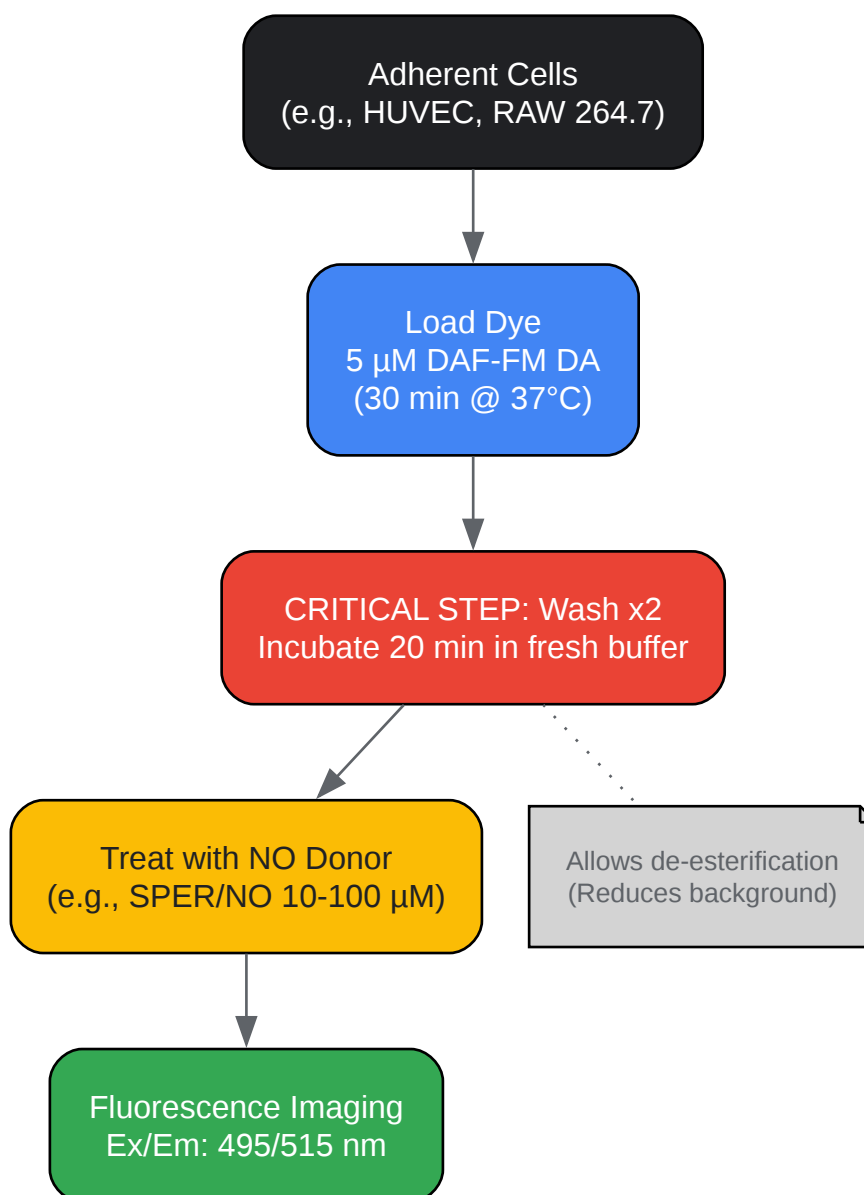 Adherent Cells
(e.g., HUVEC, RAW 264.7)
Load Dye
5 µM DAF-FM DA
(30 min @ 37°C)
CRITICAL STEP: Wash x2
Incubate 20 min in fresh buffer
Treat with NO Donor
(e.g., SPER/NO 10-100 µM)
Allows de-esterification
(Reduces background)
Fluorescence Imaging
Ex/Em: 495/515 nm